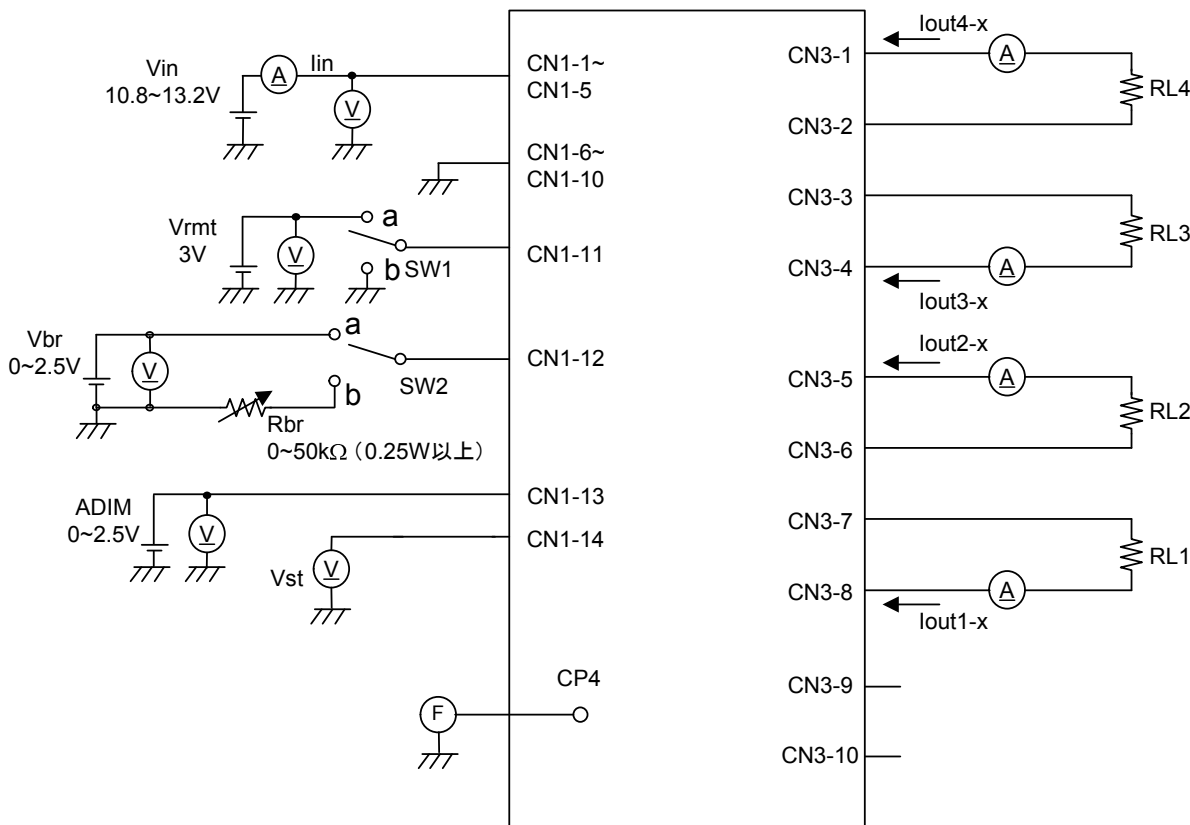 Vin
10.8~13.2V
A
Iin
V
CN1-1~
CN1-5
CN1-6~
CN1-10
Vrmt
3V
V
a
b
SW1
CN1-11
Vbr
0~2.5V
V
a
b
SW2
CN1-12
Rbr
0~50kΩ（0.25W以上）
ADIM
0~2.5V
V
CN1-13
CN1-14
Vst
V
F
CP4
Iout4-x
CN3-1
A
RL4
CN3-2
CN3-3
RL3
CN3-4
A
Iout3-x
Iout2-x
CN3-5
A
RL2
CN3-6
CN3-7
RL1
CN3-8
A
Iout1-x
CN3-9
CN3-10